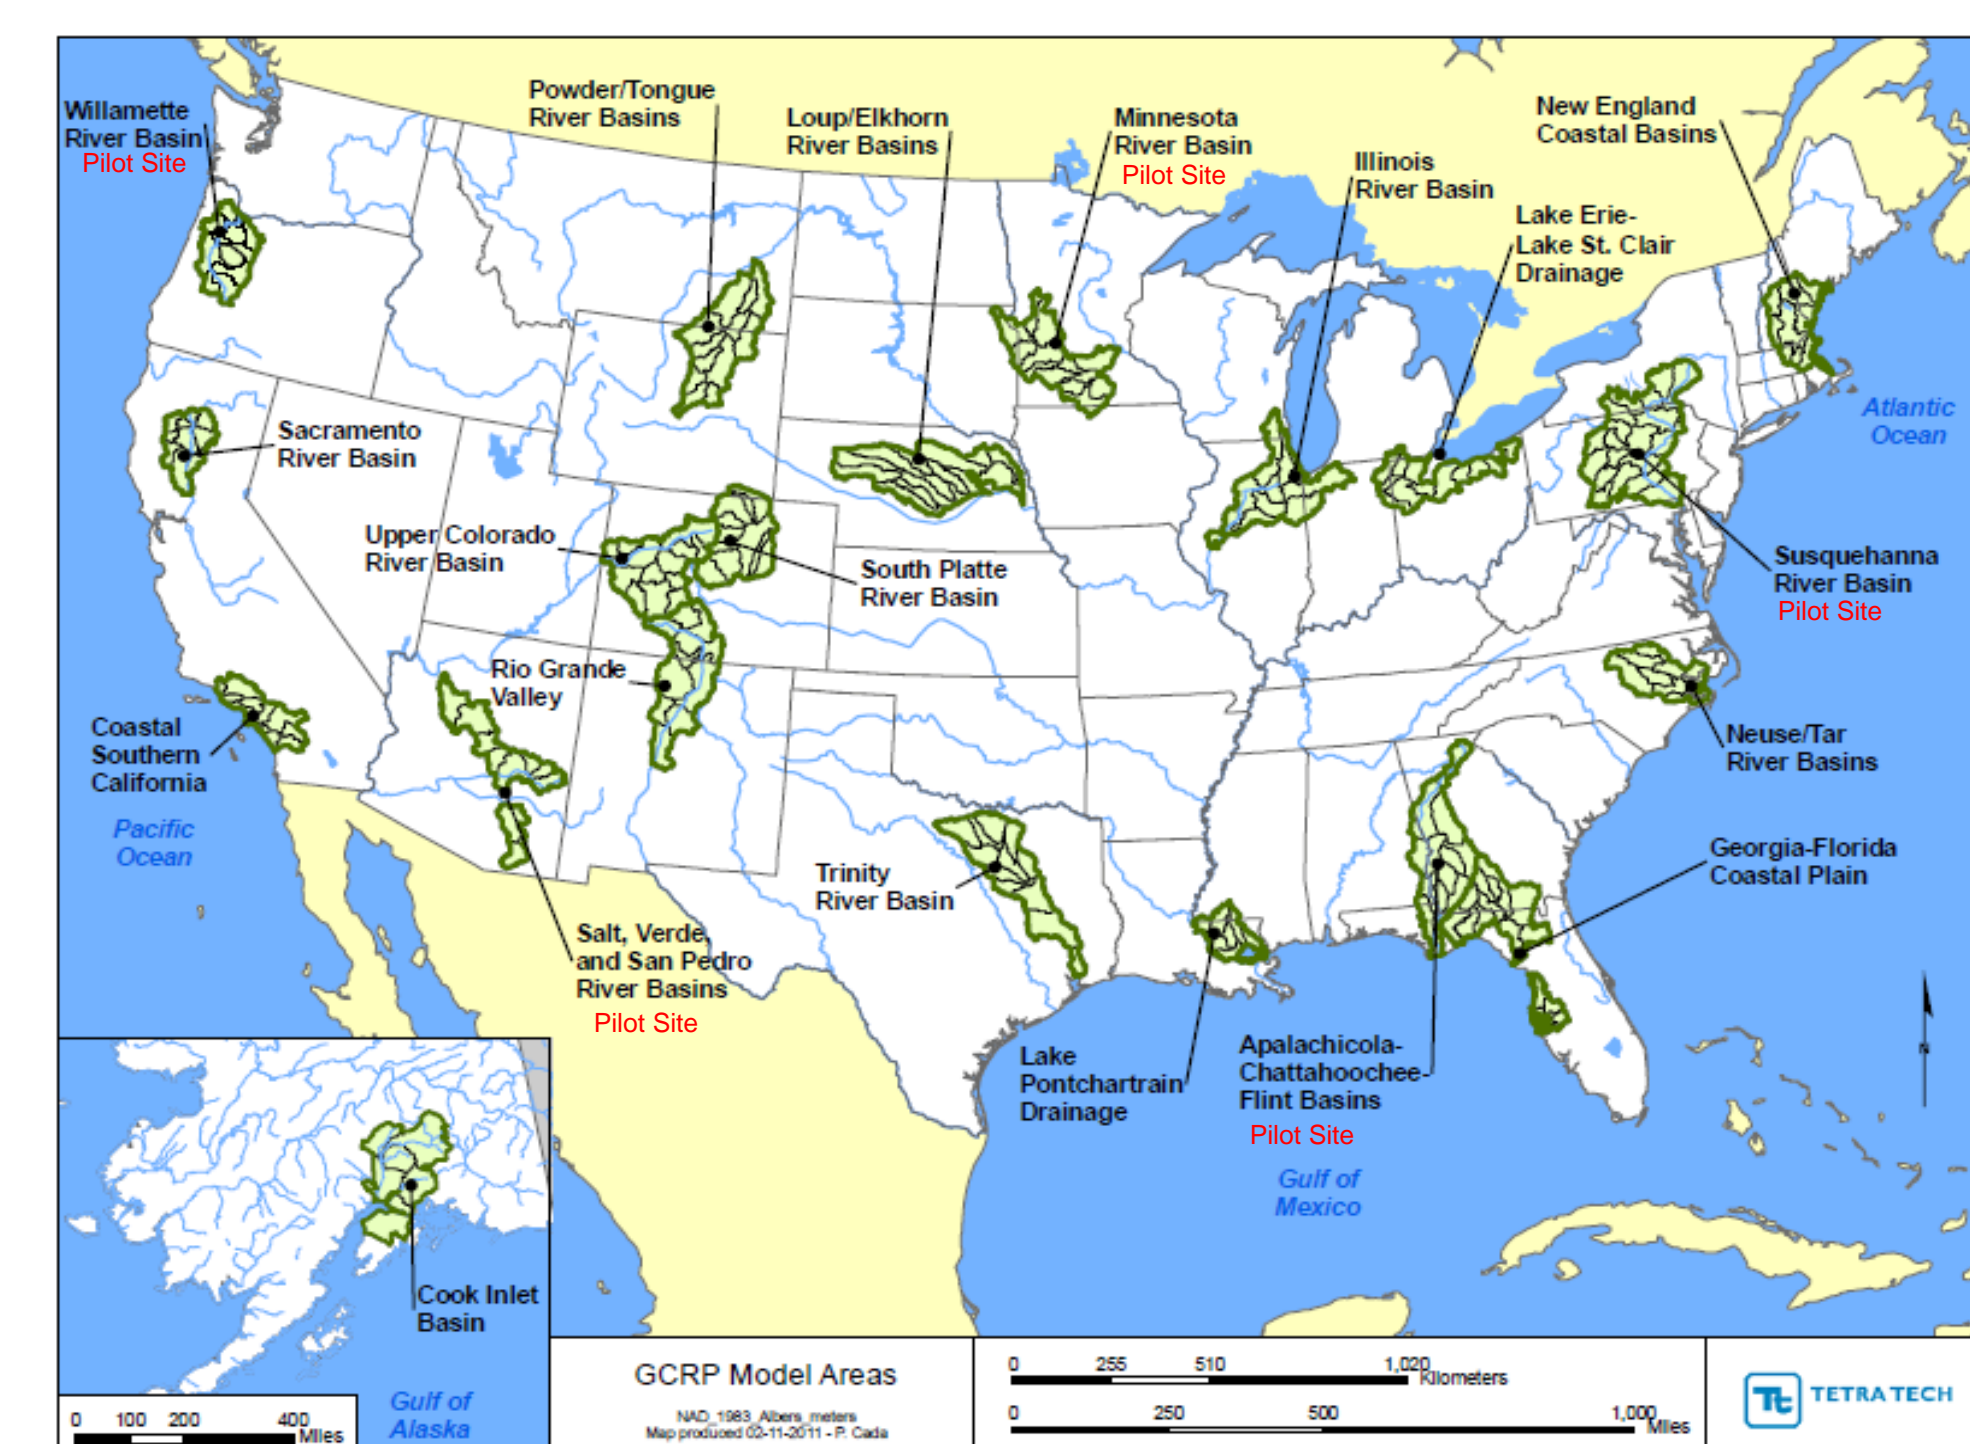 Willamette
River Basin
Pilot Site
Powder/Tongue
River Basins
Loup/Elkhorn
River Basins
Minnesota
River Basin
Pilot Site
Illinois
River Basin
New England
Coastal Basins
Lake Erie-
Lake St. Clair
Drainage
Atlantic
Ocean
Sacramento
River Basin
Upper Colorado
River Basin
South Platte
River Basin
Susquehanna
River Basin
Pilot Site
Rio Grande
Valley
Coastal
Southern
California
Pacific
Ocean
Neuse/Tar
River Basins
Georgia-Florida
Coastal Plain
Trinity
River Basin
Salt, Verde,
and San Pedro
River Basins
Pilot Site
Lake
Pontchartrain
Drainage
Apalachicola-
Chattahoochee-
Flint Basins
Pilot Site
Gulf of
Mexico
N
Cook Inlet
Basin
Gulf of
Alaska
0 100 200 400
Miles
GCRP Model Areas
NAD_1983_Albers_meters
Map produced 02-11-2011 - P. Cada
0 255 510 1,020
Kilometers
0 250 500 1,000
Miles
Tt TETRA TECH